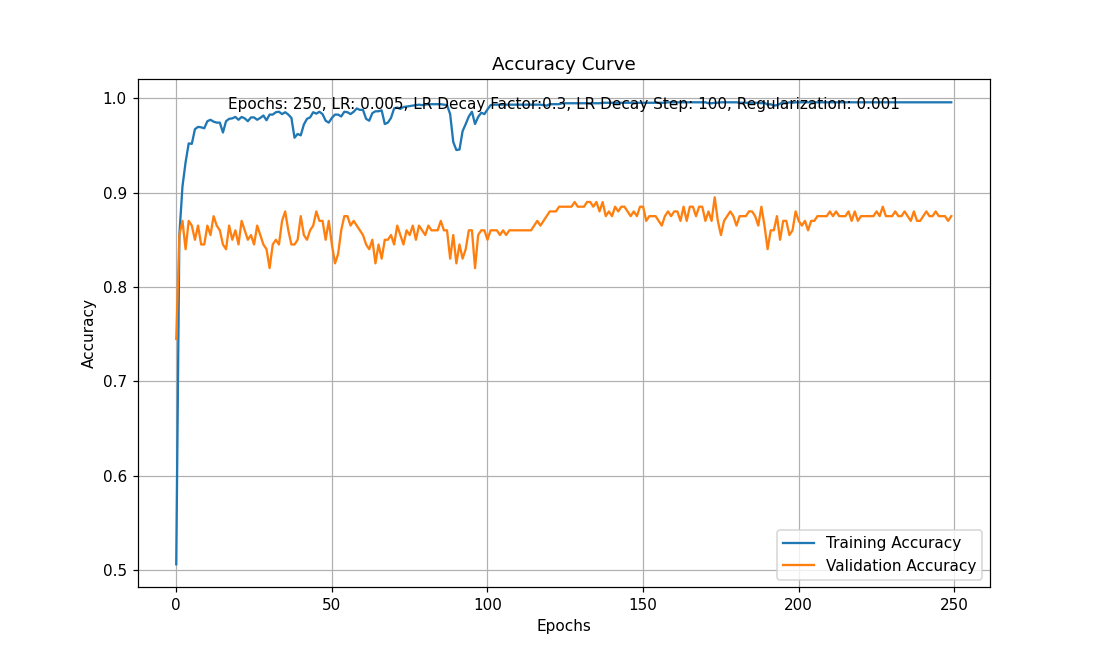 Accuracy Curve
Epochs: 250, LR: 0.005, LR Decay Factor:0.3, LR Decay Step: 100, Regularization: 0.001
1.0
0.9
0.8
0.7
0.6
0.5
Accuracy
Training Accuracy
Validation Accuracy
0 50 100 150 200 250
Epochs